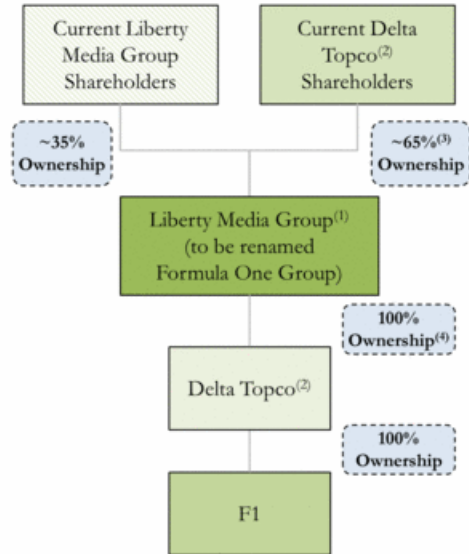 Current Liberty
Media Group
Shareholders
Current Delta
Topco(2)
Shareholders
~35%
Ownership
~65%(3)
Ownership
Liberty Media Group(1)
(to be renamed
Formula One Group)
100%
Ownership(4)
Delta Topco(2)
100%
Ownership
F1